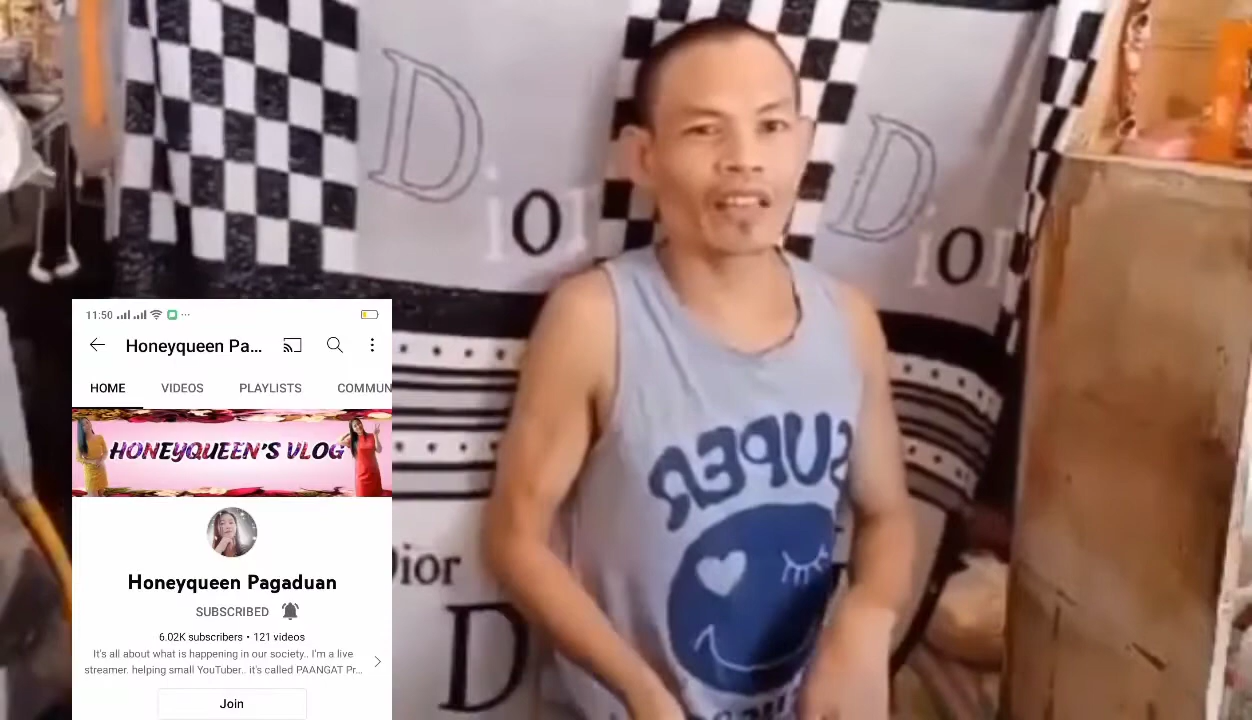 Dior
Dior
SUPER
Dior
D
11:50
Honeyqueen Pa...
HOME VIDEOS PLAYLISTS COMMUN
HONEYQUEEN'S VLOG
Honeyqueen Pagaduan
SUBSCRIBED
6.02K subscribers • 121 videos
It's all about what is happening in our society.. I'm a live
streamer. helping small YouTuber.. it's called PAANGAT Pr...
Join